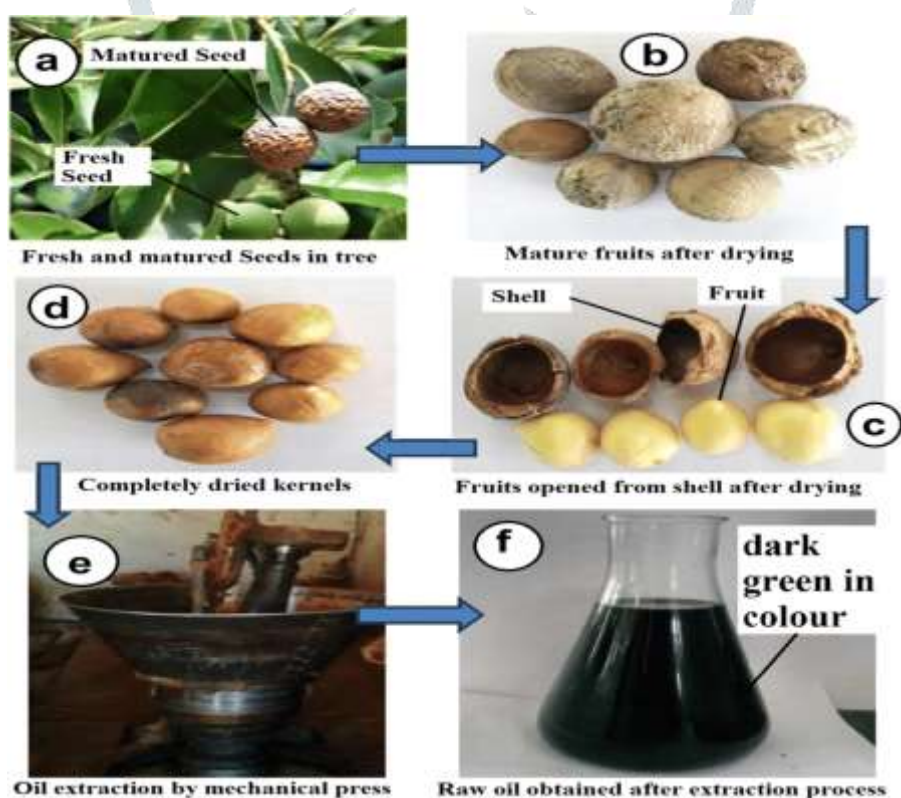 a
Matured Seed
Fresh
Seed
Fresh and matured Seeds in tree
b
Mature fruits after drying
Shell
Fruit
c
Fruits opened from shell after drying
d
Completely dried kernels
e
Oil extraction by mechanical press
f
dark
green in
colour
Raw oil obtained after extraction process